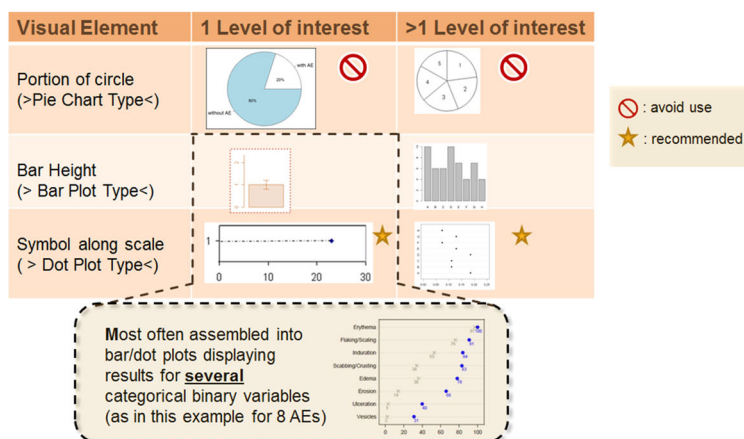 Visual Element
1 Level of interest
>1 Level of interest
Portion of circle
(>Pie Chart Type<)
with AE
20%
80%
without AE
5
1
4
2
3
: avoid use
: recommended
Bar Height
(> Bar Plot Type<)
Symbol along scale
( > Dot Plot Type<)
1
0
10
20
30
Most often assembled into
bar/dot plots displaying
results for several
categorical binary variables
(as in this example for 8 AEs)
Erythema
Flaking/Scaling
Induration
Scabbing/Crusting
Edema
Erosion
Ulceration
Vesicles
0 20 40 60 80 100